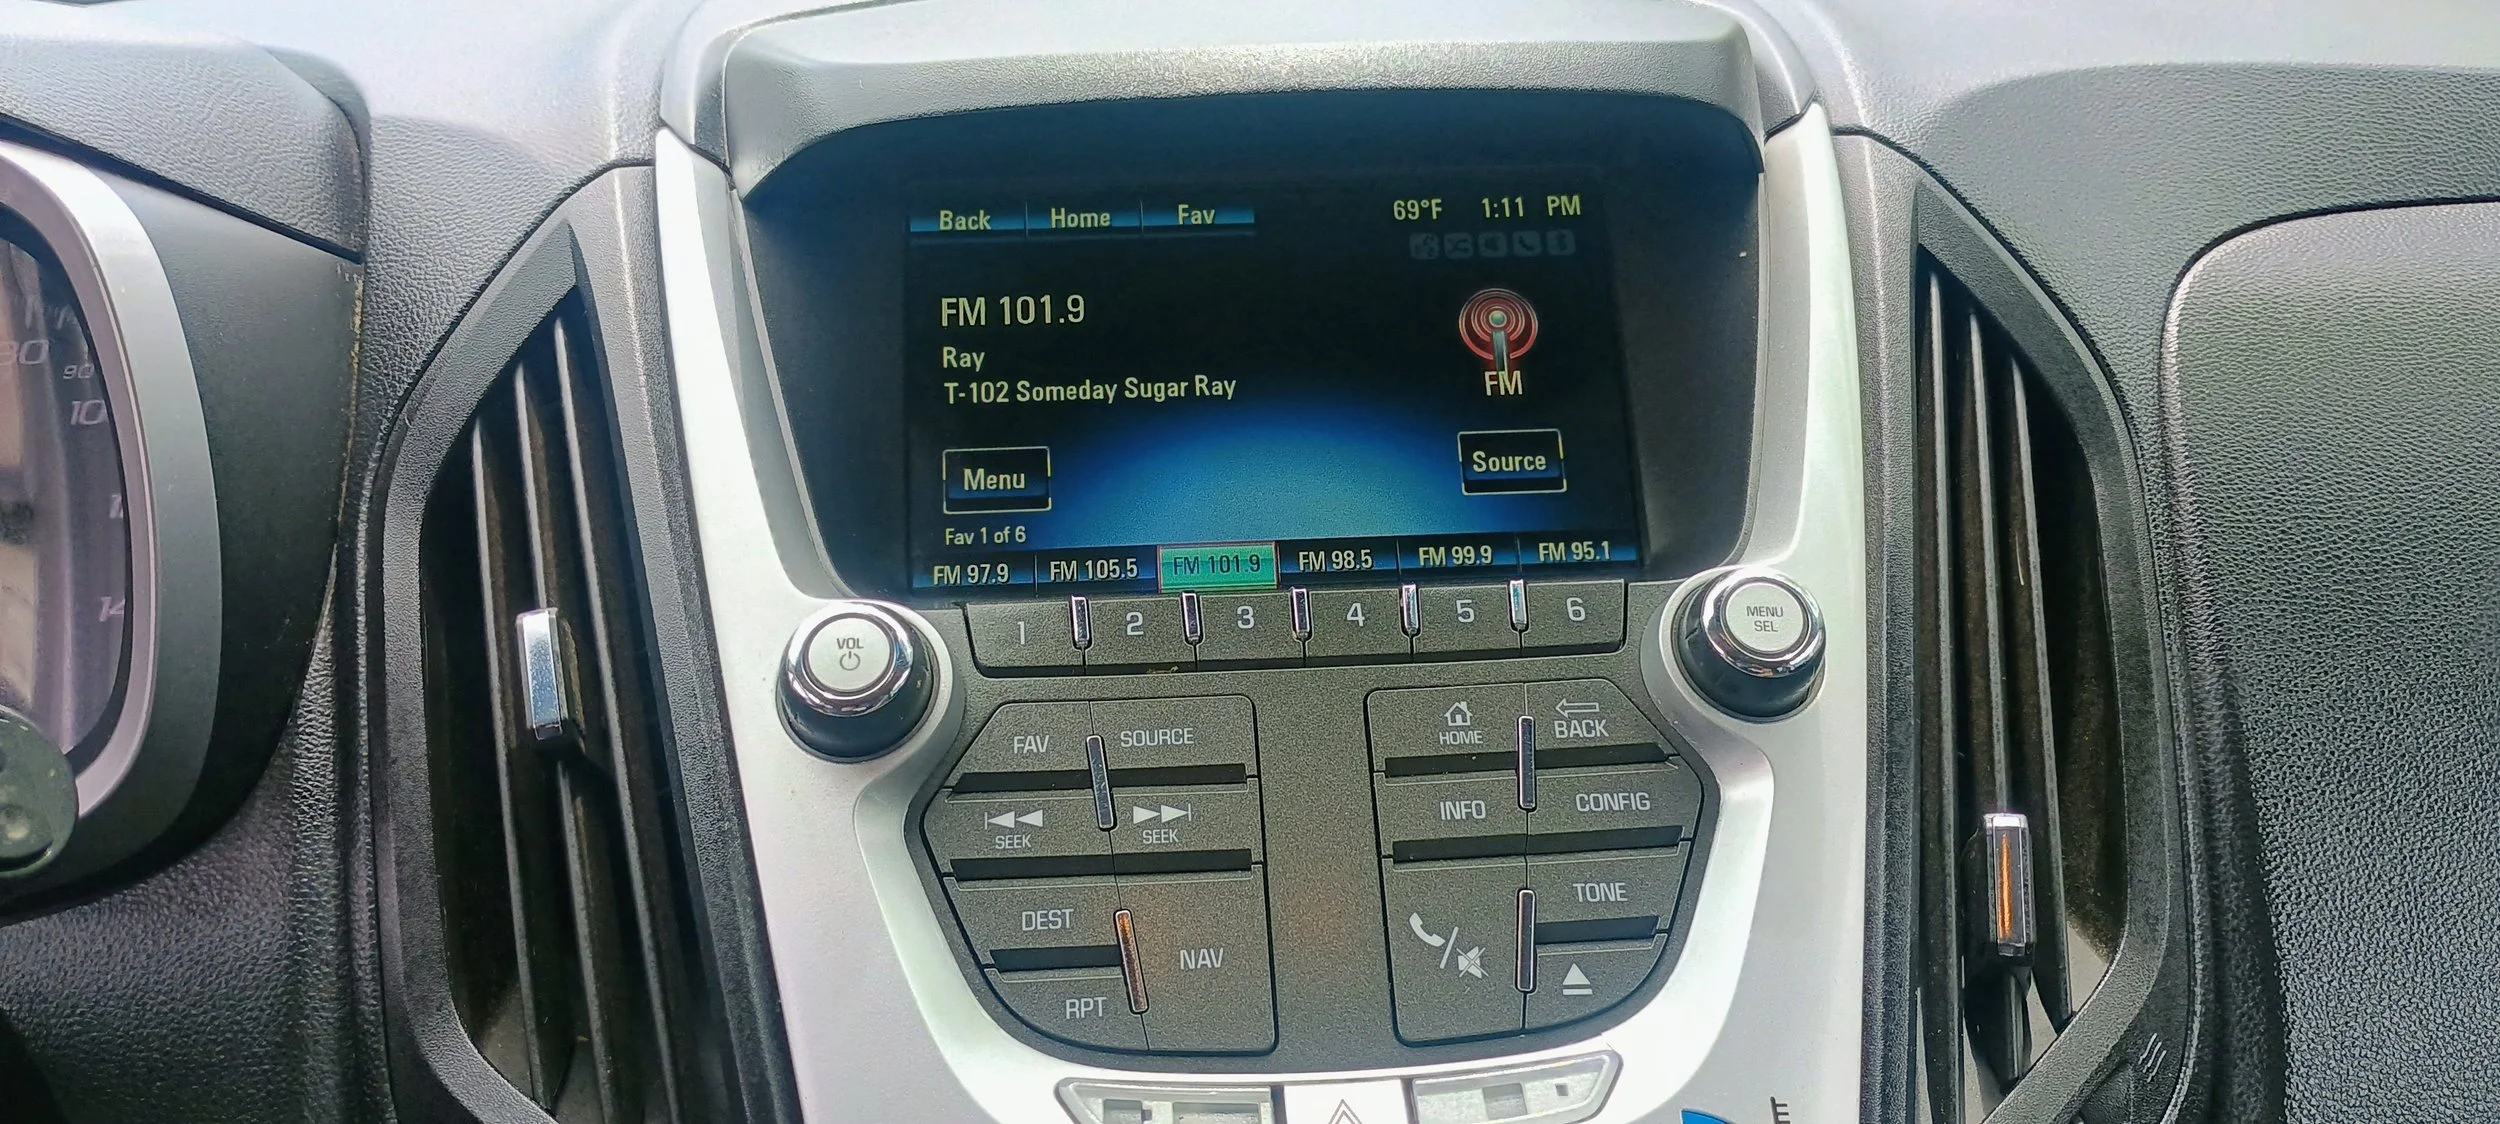 Back Home Fav 69°F 1:11 PM
FM 101.9
Ray
T-102 Someday Sugar Ray
FM
Menu
Source
Fav 1 of 6
FM 97.9 FM 105.5 FM 101.9 FM 98.5 FM 99.9 FM 95.1
1 2 3 4 5 6
VOL
MENU
SEL
FAV SOURCE
SEEK SEEK
DEST
NAV
RPT
HOME BACK
INFO CONFIG
TONE
80
90
10
E